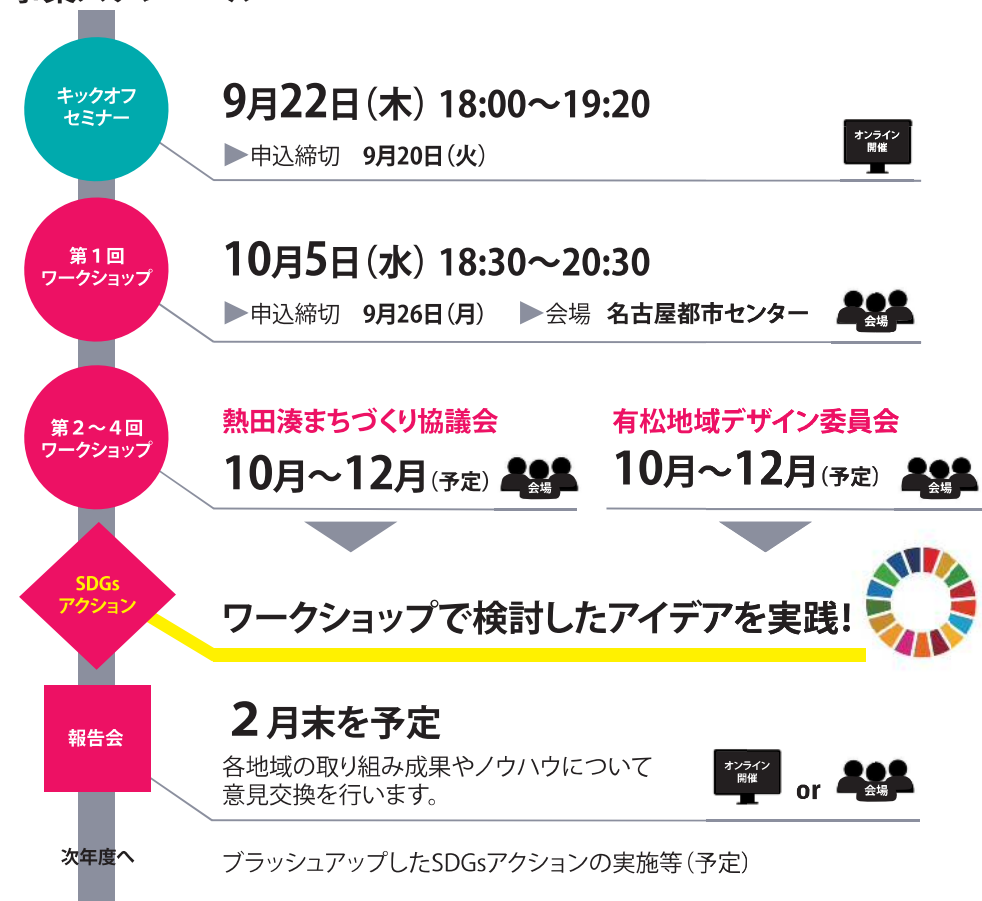 キックオフ
セミナー
9月22日（木） 18:00～19:20
▶申込締切 9月20日（火）
オンライン
開催
第１回
ワークショップ
10月5日（水） 18:30～20:30
▶申込締切 9月26日（月） ▶会場 名古屋都市センター
会場
第２～４回
ワークショップ
熱田湊まちづくり協議会
10月～12月（予定）
会場
有松地域デザイン委員会
10月～12月（予定）
会場
SDGs
アクション
ワークショップで検討したアイデアを実践！
報告会
２月末を予定
各地域の取り組み成果やノウハウについて
意見交換を行います。
オンライン
開催
or
会場
次年度へ
ブラッシュアップしたSDGsアクションの実施等（予定）